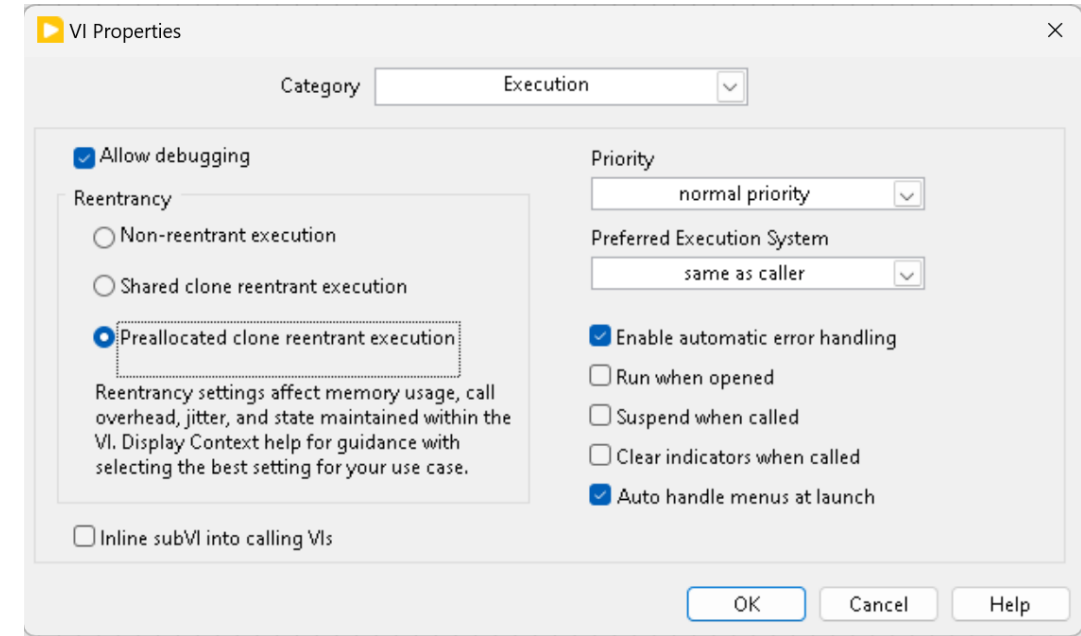 VI Properties
Category
Execution
Allow debugging
Reentrancy
Non-reentrant execution
Shared clone reentrant execution
Preallocated clone reentrant execution
Reentrancy settings affect memory usage, call
overhead, jitter, and state maintained within the
VI. Display Context help for guidance with
selecting the best setting for your use case.
Inline subVI into calling VIs
Priority
normal priority
Preferred Execution System
same as caller
Enable automatic error handling
Run when opened
Suspend when called
Clear indicators when called
Auto handle menus at launch
OK
Cancel
Help